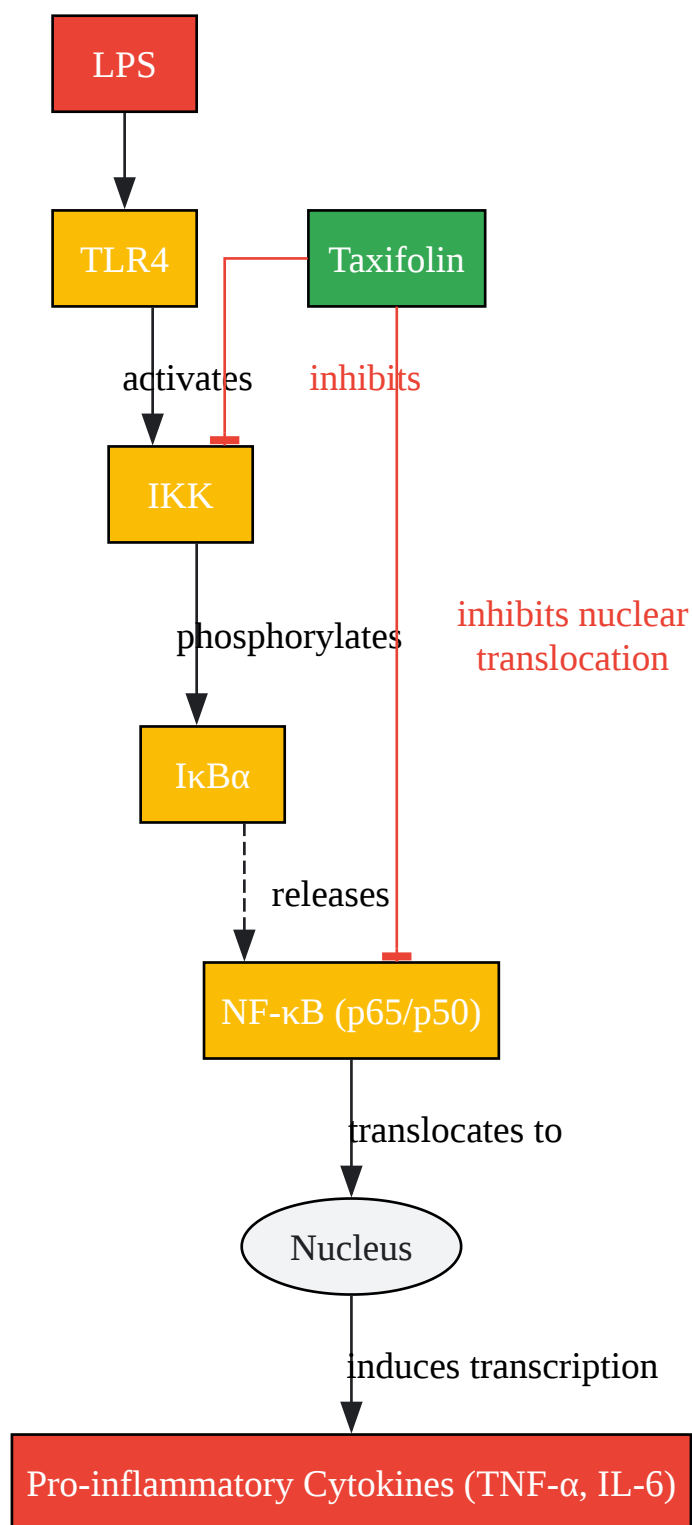 LPS
TLR4
Taxifolin
activates
inhibits
IKK
inhibits nuclear
translocation
phosphorylates
IκBα
releases
NF-κB (p65/p50)
translocates to
Nucleus
induces transcription
Pro-inflammatory Cytokines (TNF-α, IL-6)